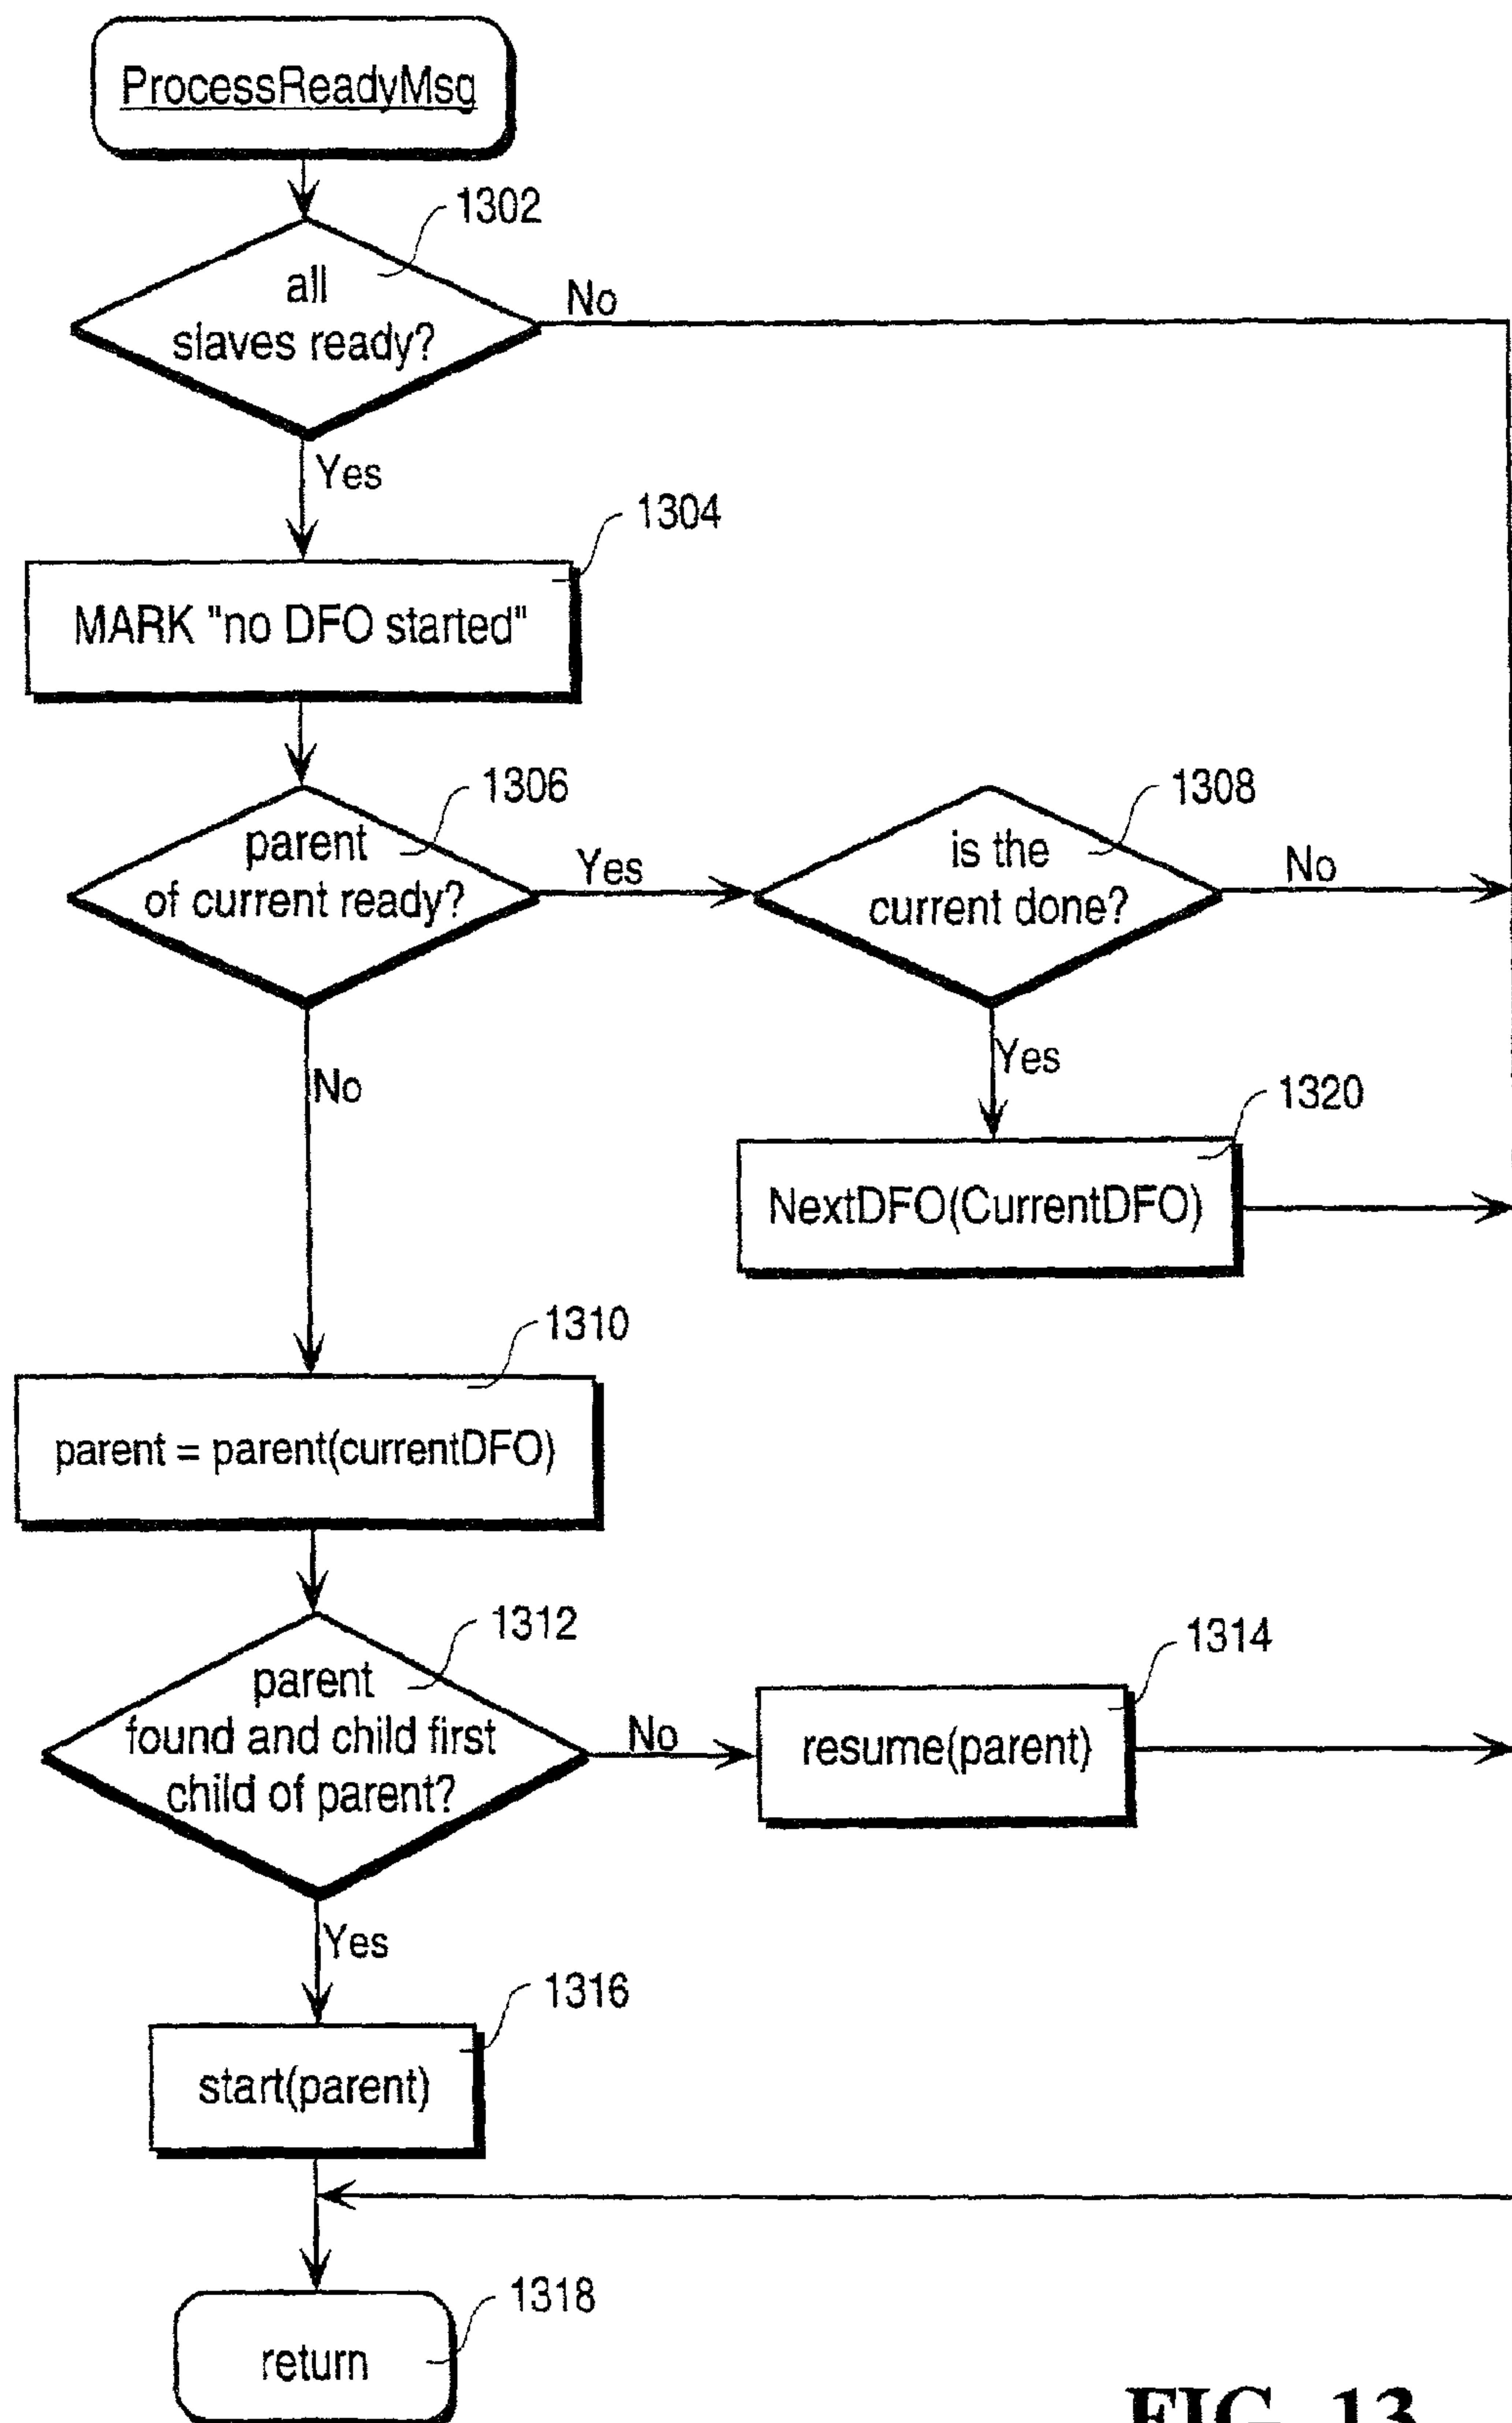 ProcessReadyMsg
1302
all
slaves ready?
No
Yes
1304
MARK "no DFO started"
1306
parent
of current ready?
Yes
1308
is the
current done?
No
No
Yes
1320
NextDFO(CurrentDFO)
1310
parent = parent(currentDFO)
1312
parent
found and child first
child of parent?
No
1314
resume(parent)
Yes
1316
start(parent)
1318
return
FIG. 13